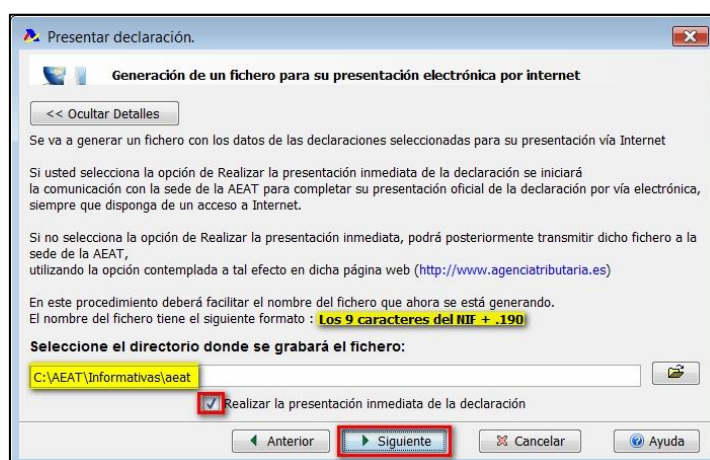 Presentar declaración.
Generación de un fichero para su presentación electrónica por internet
<< Ocultar Detalles
Se va a generar un fichero con los datos de las declaraciones seleccionadas para su presentación vía Internet
Si usted selecciona la opción de Realizar la presentación inmediata de la declaración se iniciará
la comunicación con la sede de la AEAT para completar su presentación oficial de la declaración por vía electrónica,
siempre que disponga de un acceso a Internet.
Si no selecciona la opción de Realizar la presentación inmediata, podrá posteriormente transmitir dicho fichero a la
sede de la AEAT,
utilizando la opción contemplada a tal efecto en dicha página web (http://www.agenciatributaria.es)
En este procedimiento deberá facilitar el nombre del fichero que ahora se está generando.
El nombre del fichero tiene el siguiente formato : Los 9 caracteres del NIF + .190
Seleccione el directorio donde se grabará el fichero:
C:\AEAT\Informativas\aeat
Realizar la presentación inmediata de la declaración
Anterior Siguiente Cancelar Ayuda